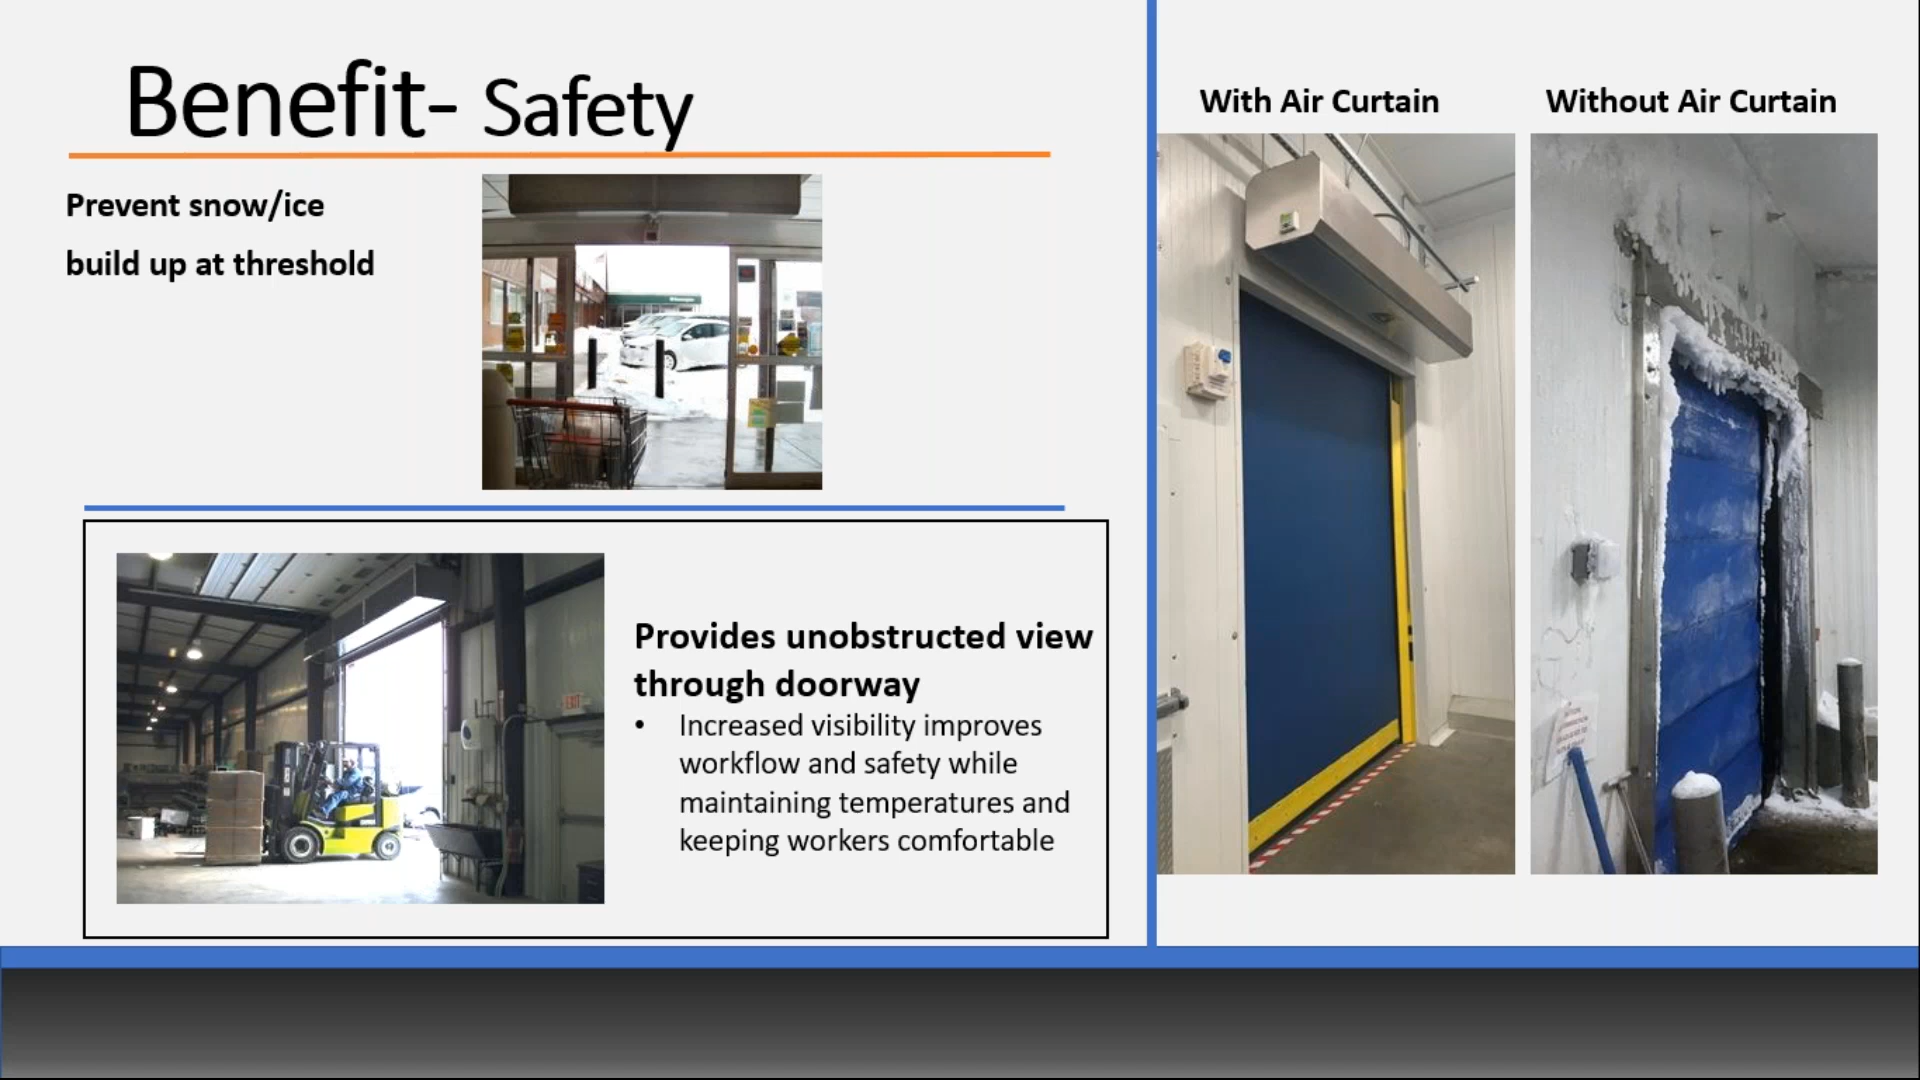 Benefit- Safety
Prevent snow/ice
build up at threshold
Provides unobstructed view
through doorway
• Increased visibility improves
workflow and safety while
maintaining temperatures and
keeping workers comfortable
With Air Curtain
Without Air Curtain
EXIT